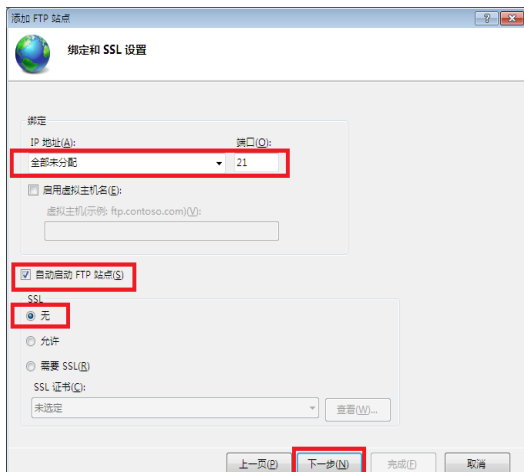 添加 FTP 站点
绑定和 SSL 设置
绑定
IP 地址(A): 端口(O):
全部未分配 21
启用虚拟主机名(E):
虚拟主机(示例: ftp.contoso.com)(V):
自动启动 FTP 站点(S)
SSL
无
允许
需要 SSL(R)
SSL 证书(C):
未选定 查看(W)...
上一页(P) 下一步(N) 完成(F) 取消